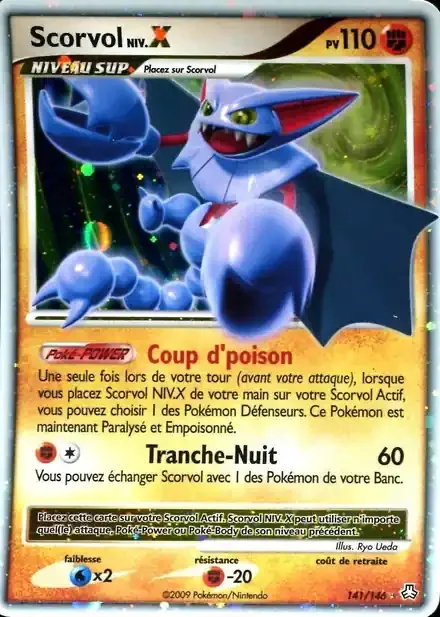 Scorvol NIV.X
PV 110
NIVEAU SUP. Placez sur Scorvol
Poké-POWER Coup d'poison
Une seule fois lors de votre tour (avant votre attaque), lorsque
vous placez Scorvol NIV.X de votre main sur votre Scorvol Actif,
vous pouvez choisir 1 des Pokémon Défenseurs. Ce Pokémon est
maintenant Paralysé et Empoisonné.
Tranche-Nuit 60
Vous pouvez échanger Scorvol avec 1 des Pokémon de votre Banc.
Placez cette carte sur votre Scorvol Actif. Scorvol NIV.X peut utiliser n'importe
quel(le) attaque, Poké-Power ou Poké-Body de son niveau précédent.
Illus. Ryo Ueda
faiblesse résistance coût de retraite
x2 -20
©2009 Pokémon/Nintendo 141/146